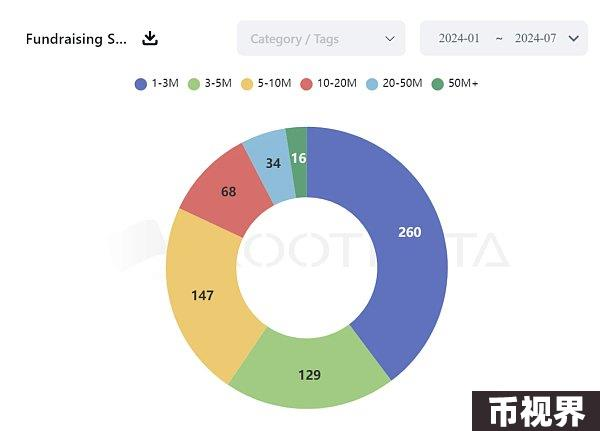 Fundraising S...
Category / Tags
2024-01 ~ 2024-07
1-3M 3-5M 5-10M 10-20M 20-50M 50M+
16
34
68
260
147
129
币视界